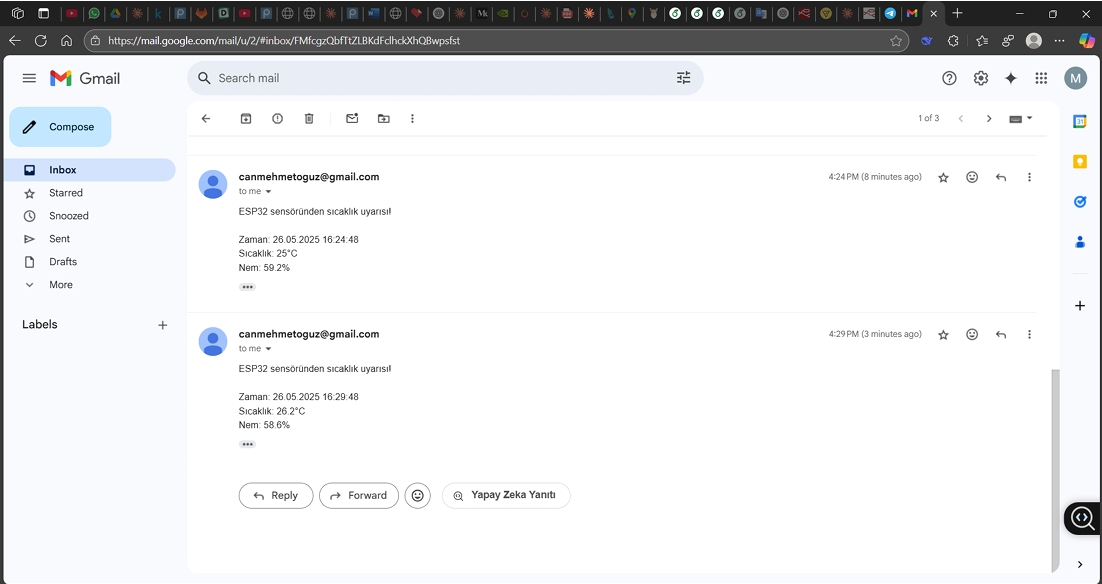 https://mail.google.com/mail/u/2/#inbox/FMfcgzQbfTtZLBKdFclhckXhQBwpsfst
Gmail
Search mail
M
Compose
1 of 3
Inbox
Starred
Snoozed
Sent
Drafts
More
Labels
canmehmetoguz@gmail.com
4:24 PM (8 minutes ago)
to me
ESP32 sensöründen sıcaklık uyarısı!
Zaman: 26.05.2025 16:24:48
Sıcaklık: 25°C
Nem: 59.2%
canmehmetoguz@gmail.com
4:29 PM (3 minutes ago)
to me
ESP32 sensöründen sıcaklık uyarısı!
Zaman: 26.05.2025 16:29:48
Sıcaklık: 26.2°C
Nem: 58.6%
Reply
Forward
Yapay Zeka Yanıtı